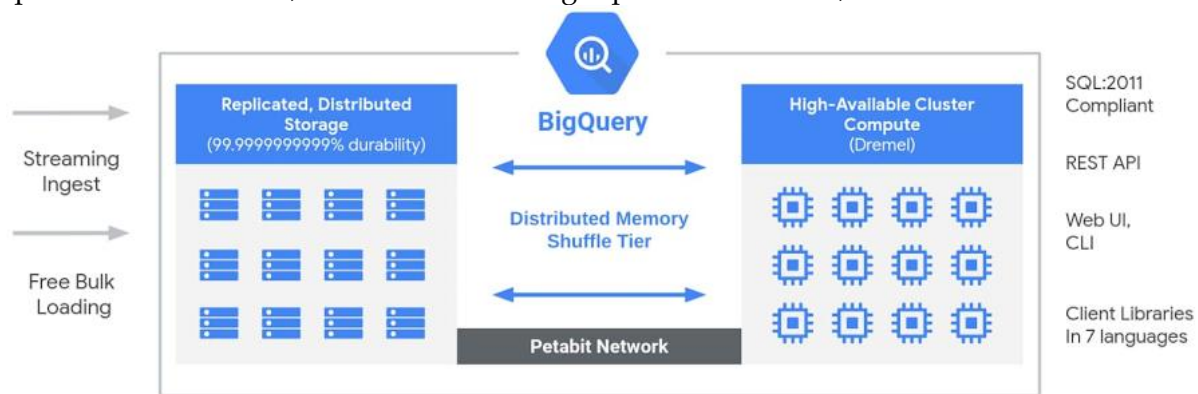 BigQuery
Replicated, Distributed
Storage
(99.9999999999% durability)
High-Available Cluster
Compute
(Dremel)
Streaming
Ingest
Free Bulk
Loading
Distributed Memory
Shuffle Tier
Petabit Network
SQL:2011
Compliant
REST API
Web UI,
CLI
Client Libraries
In 7 languages